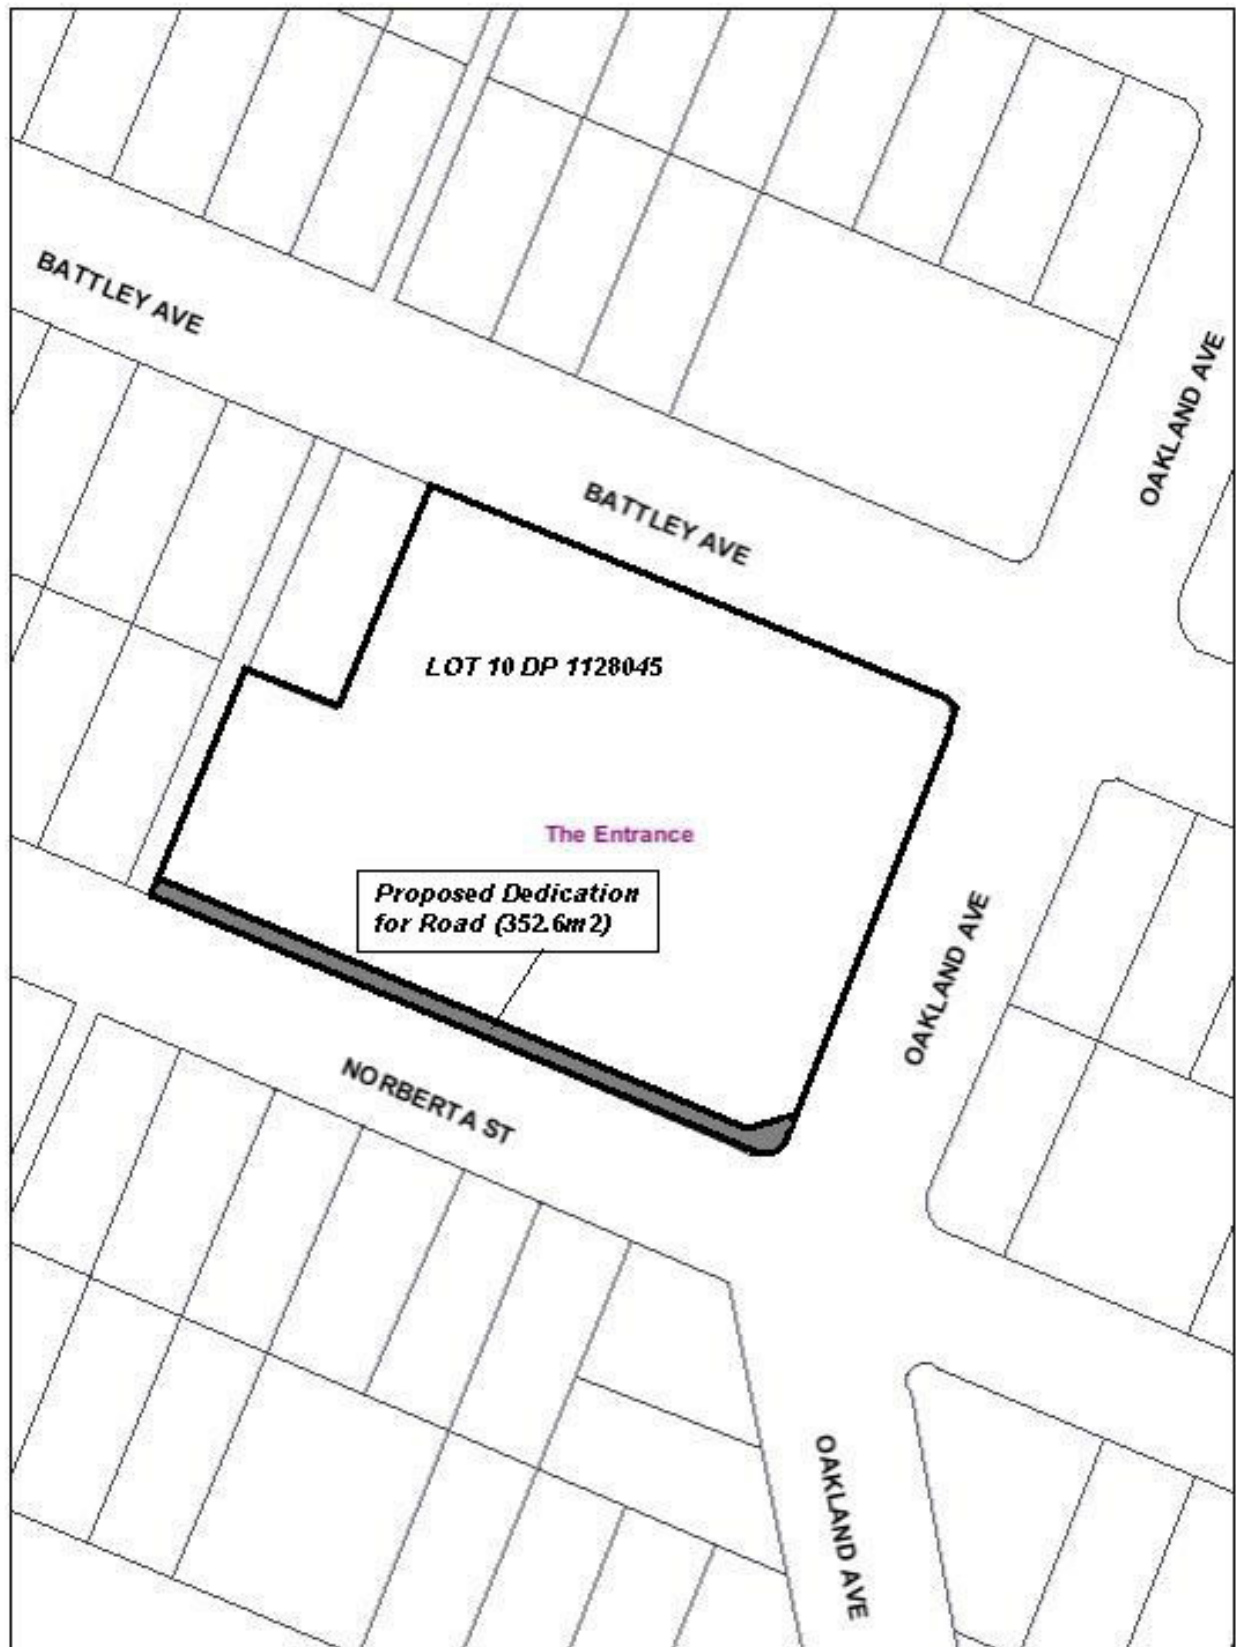 BATTLEY AVE
OAKLAND AVE
BATTLEY AVE
LOT 10 DP 1128045
The Entrance
Proposed Dedication
for Road (352.6m2)
OAKLAND AVE
NORBERTA ST
OAKLAND AVE